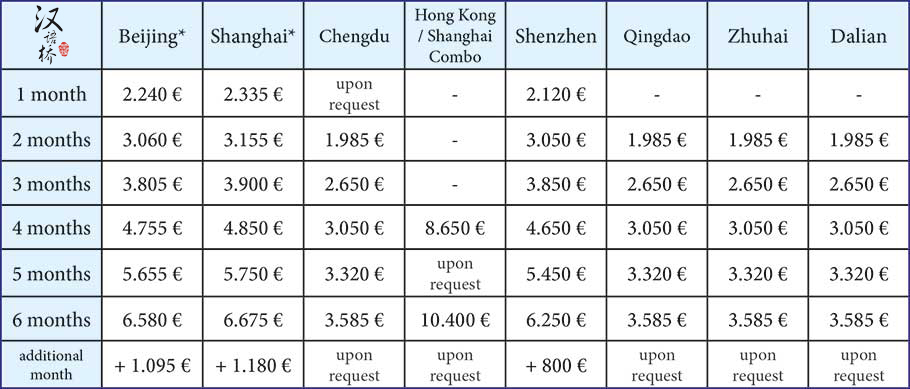 汉语桥
Beijing* Shanghai* Chengdu Hong Kong / Shanghai Combo Shenzhen Qingdao Zhuhai Dalian
1 month 2.240 € 2.335 € upon request - 2.120 € - - -
2 months 3.060 € 3.155 € 1.985 € - 3.050 € 1.985 € 1.985 € 1.985 €
3 months 3.805 € 3.900 € 2.650 € - 3.850 € 2.650 € 2.650 € 2.650 €
4 months 4.755 € 4.850 € 3.050 € 8.650 € 4.650 € 3.050 € 3.050 € 3.050 €
5 months 5.655 € 5.750 € 3.320 € upon request 5.450 € 3.320 € 3.320 € 3.320 €
6 months 6.580 € 6.675 € 3.585 € 10.400 € 6.250 € 3.585 € 3.585 € 3.585 €
additional month + 1.095 € + 1.180 € upon request upon request + 800 € upon request upon request upon request